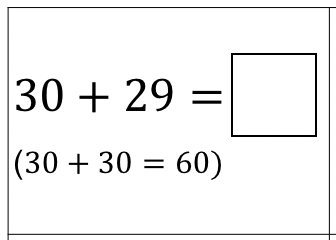 30 + 29 =
(30 + 30 = 60)